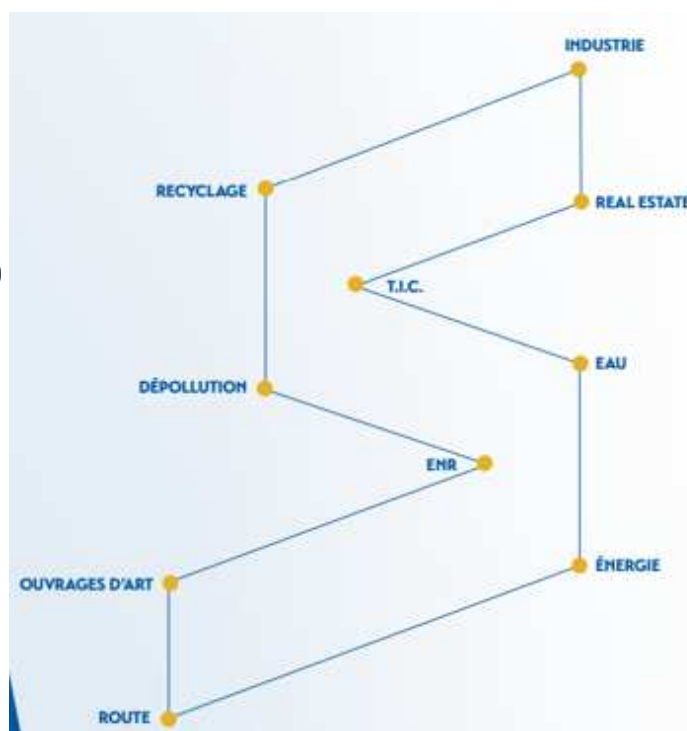 INDUSTRIE
RECYCLAGE
REAL ESTATE
T.I.C.
EAU
DÉPOLLUTION
ENR
ÉNERGIE
OUVRAGES D'ART
ROUTE